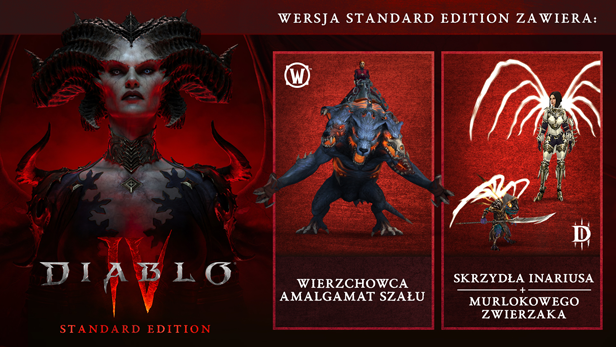 WERSJA STANDARD EDITION ZAWIERA:
DIABLO
IV
STANDARD EDITION
W
WIERZCHOWCA
AMALGAMAT SZAŁU
D
SKRZYDŁA INARIUSA
+
MURLOKOWEGO
ZWIERZAKA